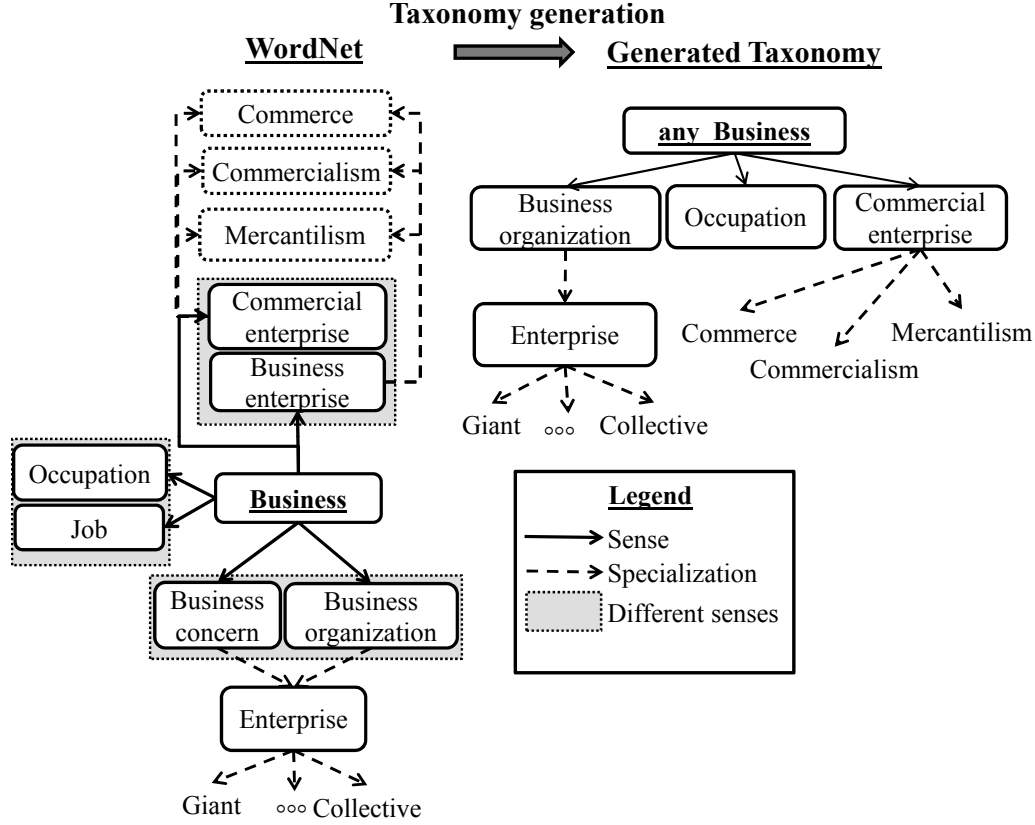 Taxonomy generation
WordNet
Generated Taxonomy
Commerce
Commercialism
Mercantilism
Commercial
enterprise
Business
enterprise
Occupation
Job
Business
Business
concern
Business
organization
Enterprise
Giant
°°°
Collective
any_Business
Business
organization
Occupation
Commercial
enterprise
Enterprise
Giant
°°°
Collective
Commerce
Commercialism
Mercantilism
Legend
Sense
Specialization
Different senses